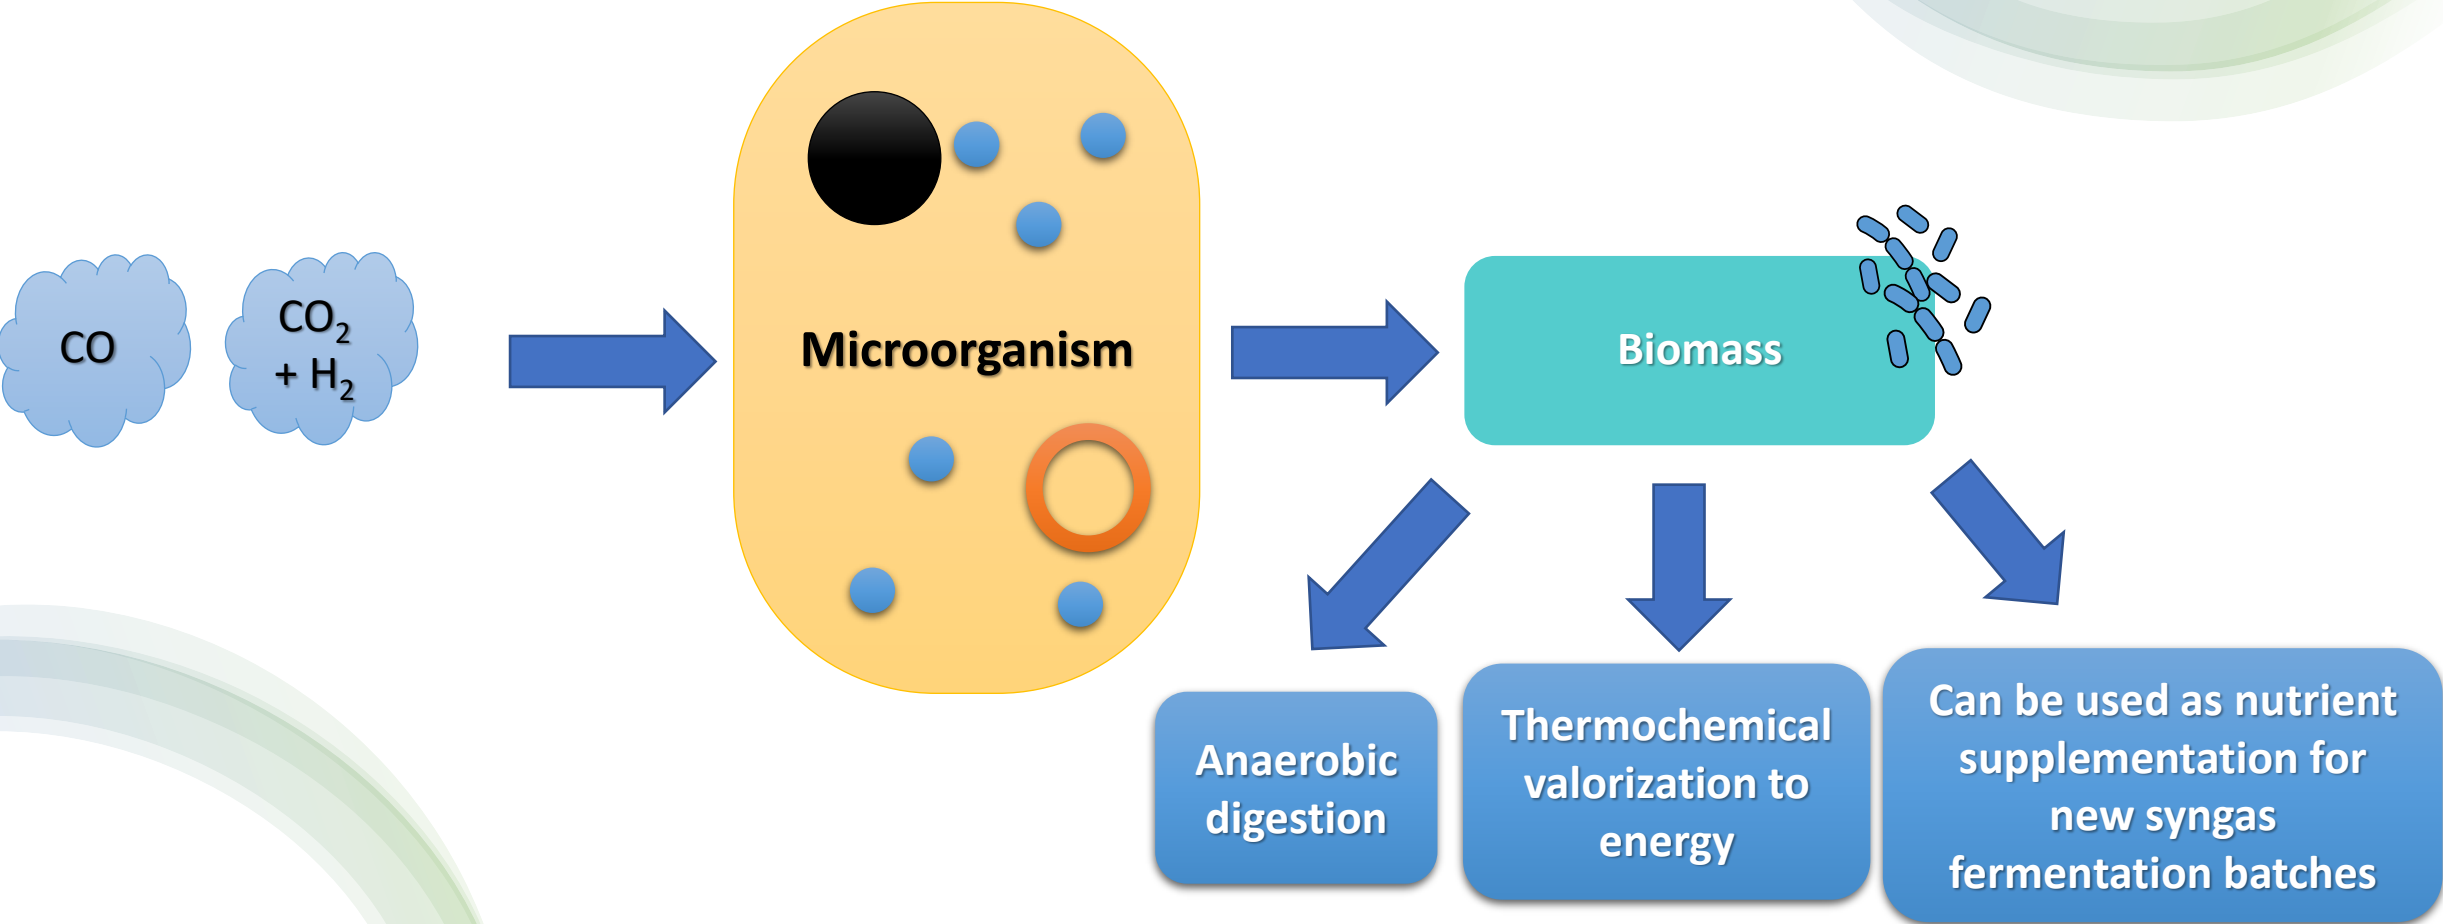 CO
CO₂
+ H₂
Microorganism
Biomass
Anaerobic
digestion
Thermochemical
valorization to
energy
Can be used as nutrient
supplementation for
new syngas
fermentation batches